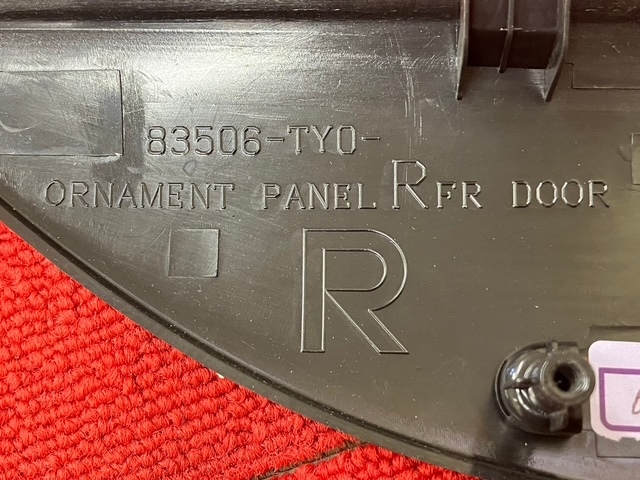 83506-TY0-
ORNAMENT PANEL R FR DOOR
R